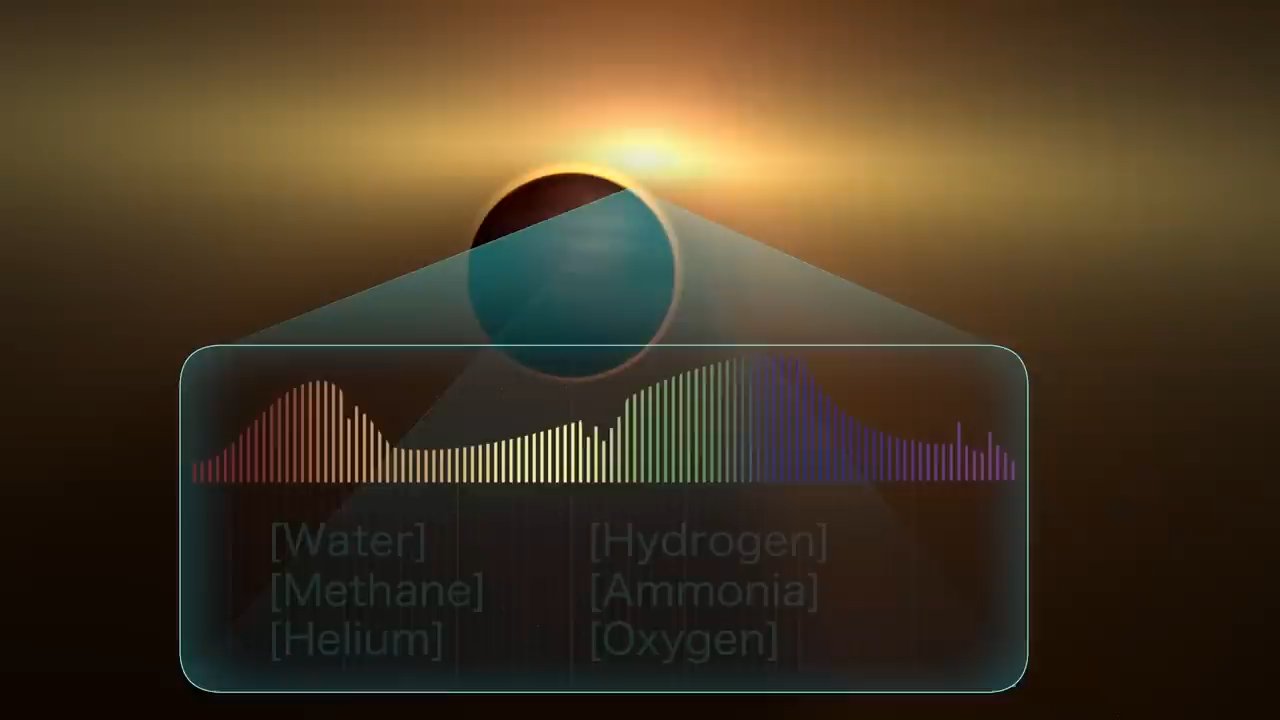 [Water]
[Methane]
[Helium]
[Hydrogen]
[Ammonia]
[Oxygen]